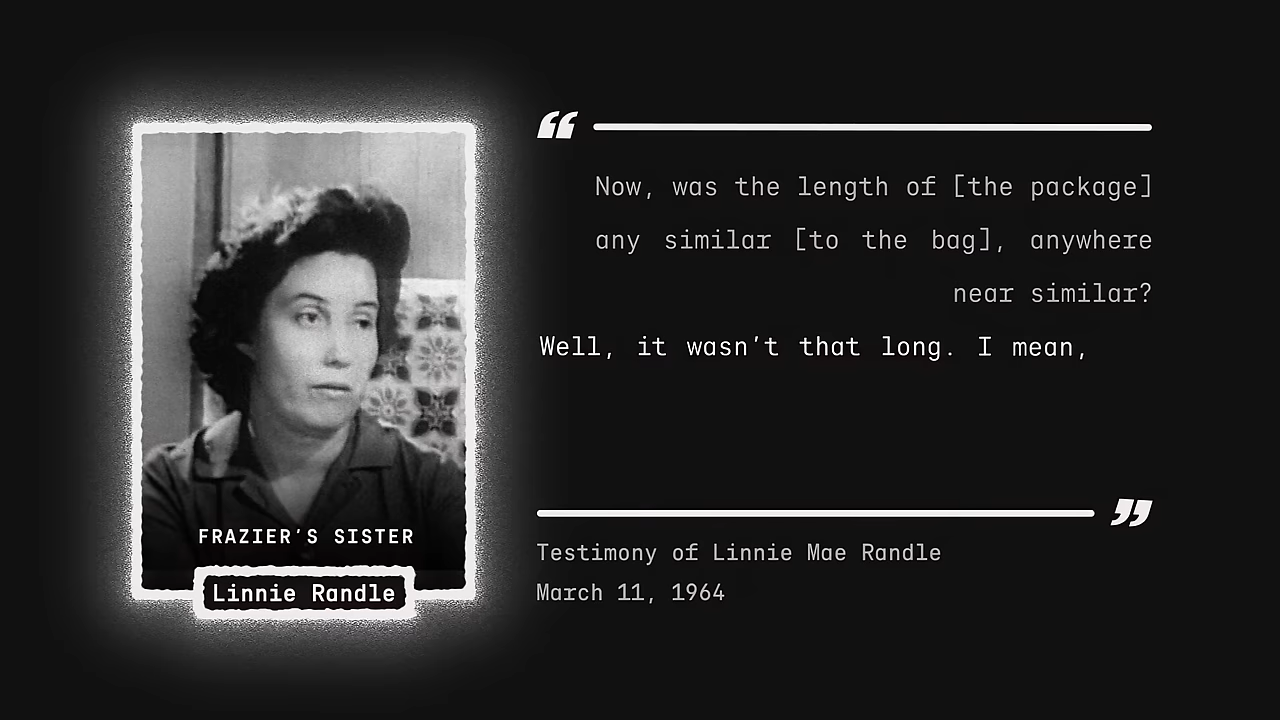 “
Now, was the length of [the package]
any similar [to the bag], anywhere
near similar?
Well, it wasn’t that long. I mean,
”
FRAZIER’S SISTER
Linnie Randle
Testimony of Linnie Mae Randle
March 11, 1964